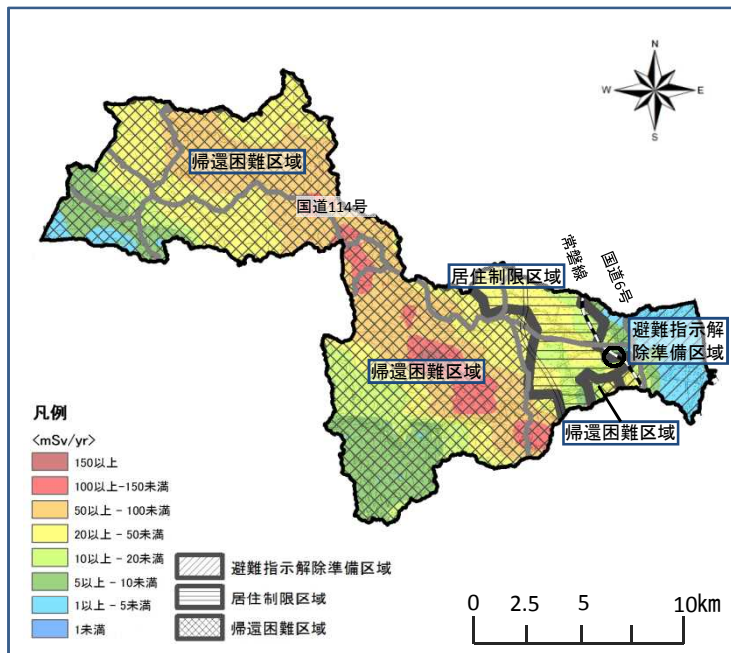 N
W
E
S
帰還困難区域
国道114号
常磐線
国道6号
居住制限区域
避難指示解
除準備区域
帰還困難区域
帰還困難区域
凡例
<mSv/yr>
150以上
100以上-150未満
50以上 - 100未満
20以上 - 50未満
10以上 - 20未満
5以上 - 10未満
1以上 - 5未満
1未満
避難指示解除準備区域
居住制限区域
帰還困難区域
0 2.5 5 10km